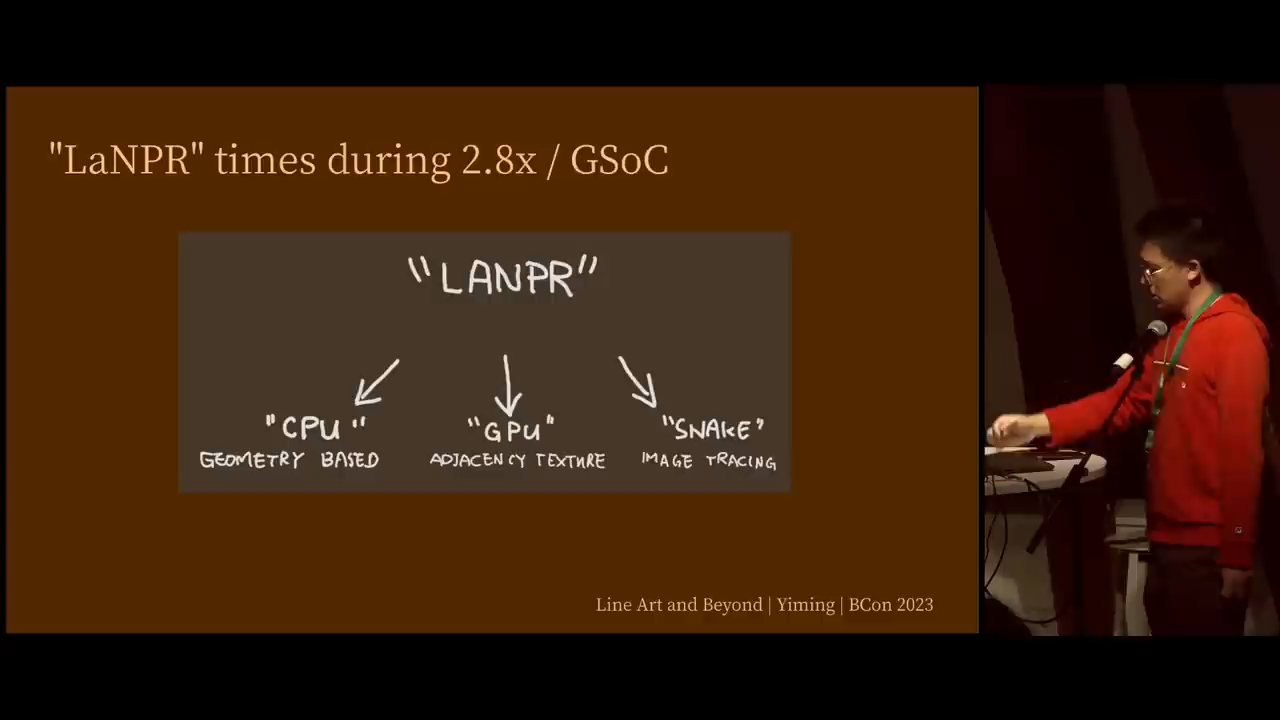 "LaNPR" times during 2.8x / GSoC
"LANPR"
"CPU" "GPU" "SNAKE"
GEOMETRY BASED ADJACENCY TEXTURE IMAGE TRACING
Line Art and Beyond | Yiming | BCon 2023